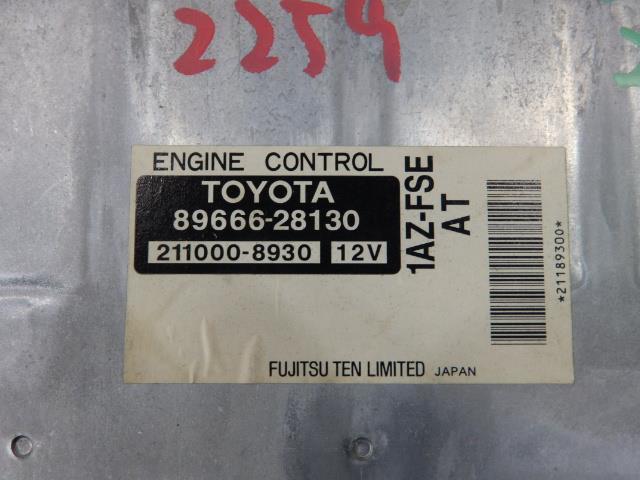 2259
ENGINE CONTROL
TOYOTA
89666-28130
211000-8930 12V
1AZ-FSE
AT
*21189300*
FUJITSU TEN LIMITED JAPAN